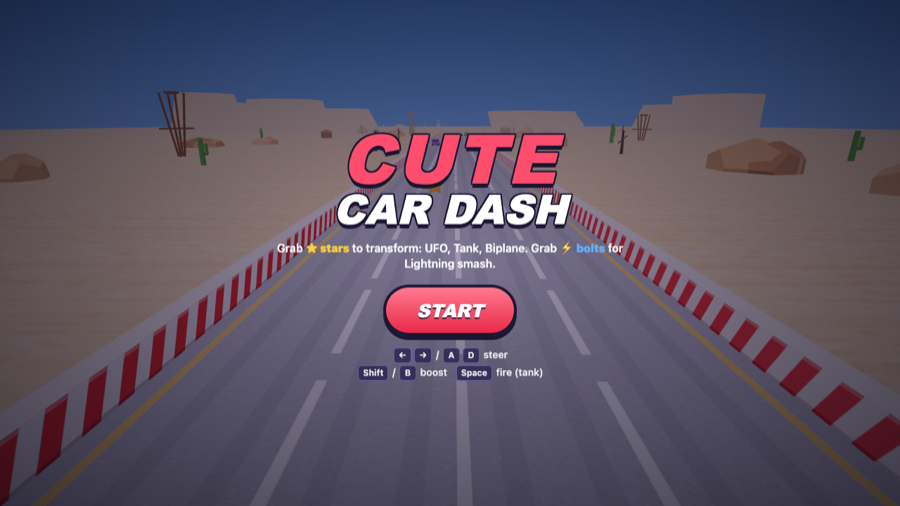 CUTE
CAR DASH
Grab ⭐ stars to transform: UFO, Tank, Biplane. Grab ⚡ bolts for
Lightning smash.
START
← → / A D steer
Shift / B boost Space fire (tank)